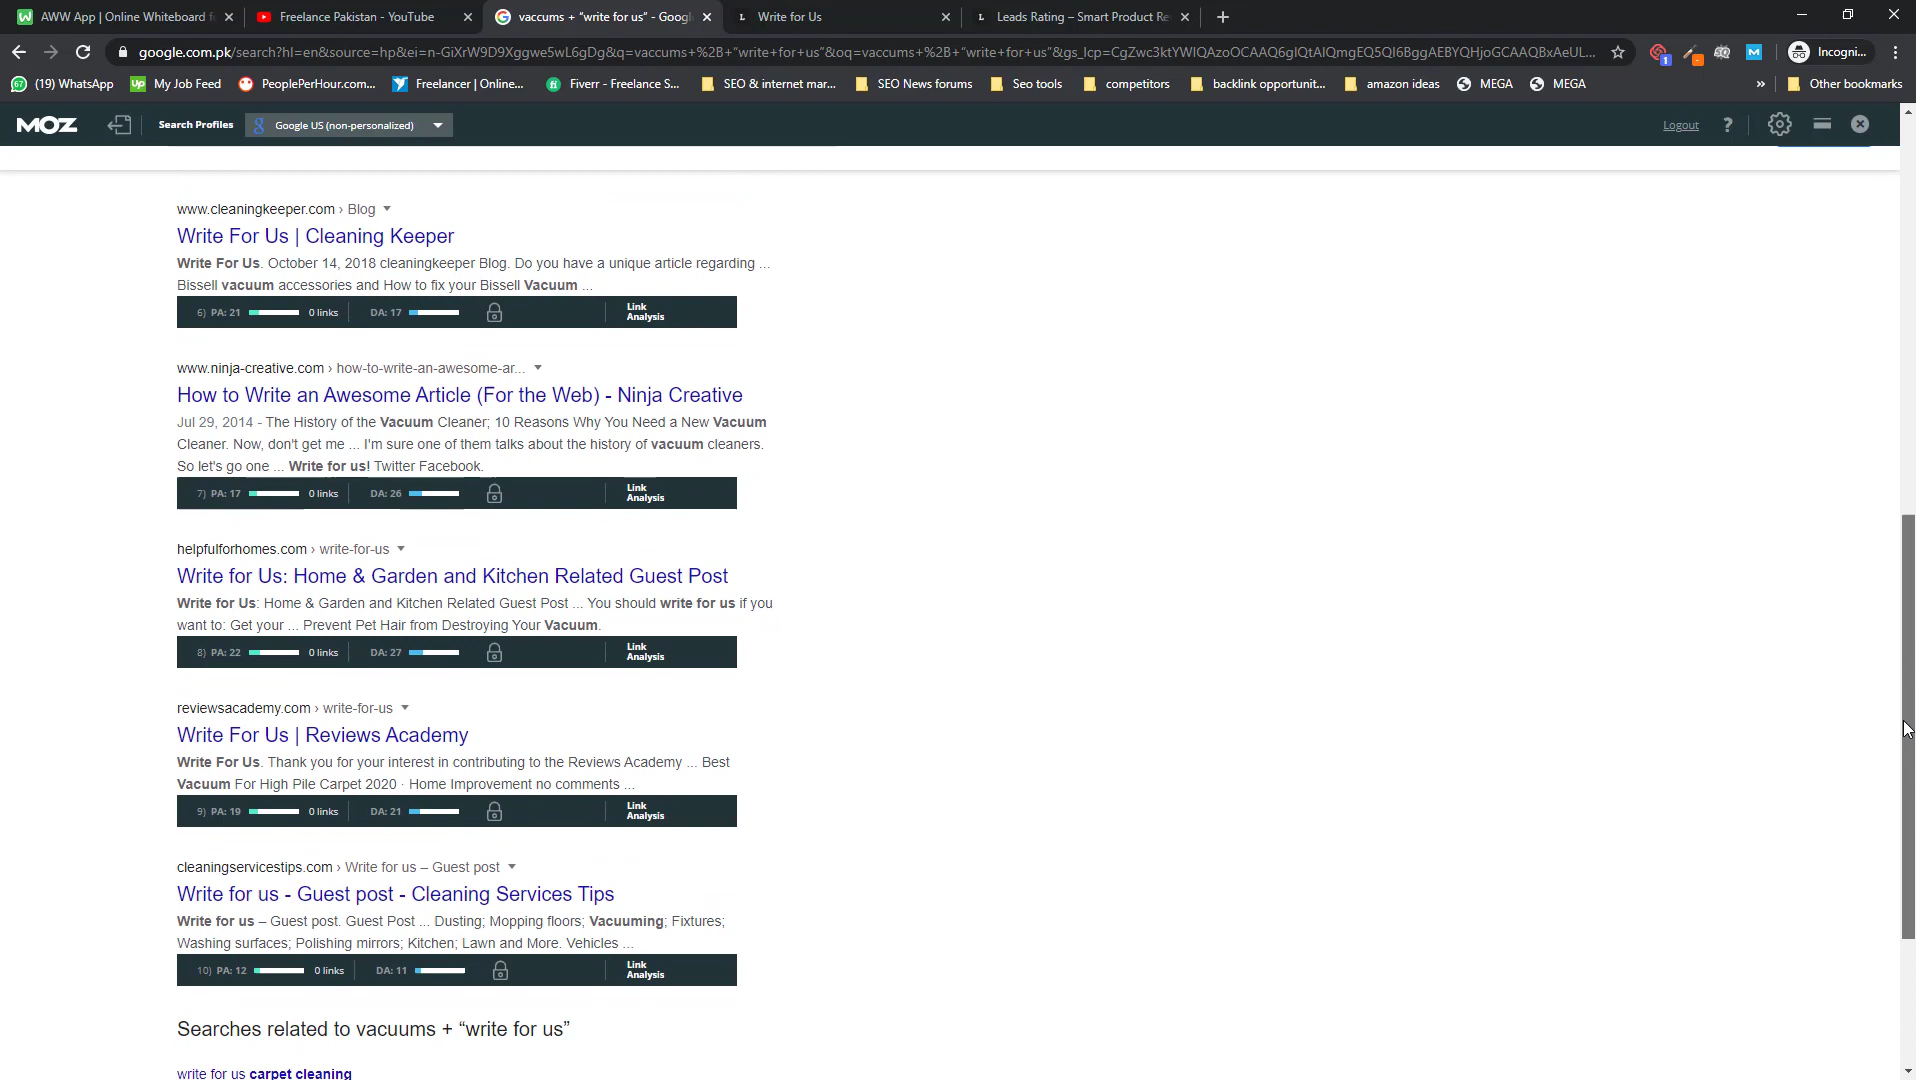 AWW App | Online Whiteboard f
Freelance Pakistan - YouTube
vaccums + "write for us" - Googl
Write for Us
Leads Rating – Smart Product Re
google.com.pk/search?hl=en&source=hp&ei=n-GiXrW9D9Xggwe5wL6gDg&q=vaccums+%2B+"write+for+us"&oq=vaccums+%2B+"write+for+us"&gs_lcp=CgZwc3ktYWIQAzoOCAAQ6gIQtAIQmgEQ5QI6BggAEBYQHjoGCAAQBxAeUL...
Incogni...
(19) WhatsApp
My Job Feed
PeoplePerHour.com...
Freelancer | Online...
Fiverr - Freelance S...
SEO & internet mar...
SEO News forums
Seo tools
competitors
backlink opportunit...
amazon ideas
MEGA
MEGA
»
Other bookmarks
MOZ
Search Profiles
Google US (non-personalized)
Logout
?
www.cleaningkeeper.com › Blog
Write For Us | Cleaning Keeper
Write For Us. October 14, 2018 cleaningkeeper Blog. Do you have a unique article regarding ...
Bissell vacuum accessories and How to fix your Bissell Vacuum ...
6) PA: 21 0 links DA: 17 Link Analysis
www.ninja-creative.com › how-to-write-an-awesome-ar...
How to Write an Awesome Article (For the Web) - Ninja Creative
Jul 29, 2014 - The History of the Vacuum Cleaner; 10 Reasons Why You Need a New Vacuum
Cleaner. Now, don't get me ... I'm sure one of them talks about the history of vacuum cleaners.
So let's go one ... Write for us! Twitter Facebook.
7) PA: 17 0 links DA: 26 Link Analysis
helpfulforhomes.com › write-for-us
Write for Us: Home & Garden and Kitchen Related Guest Post
Write for Us: Home & Garden and Kitchen Related Guest Post ... You should write for us if you
want to: Get your ... Prevent Pet Hair from Destroying Your Vacuum.
8) PA: 22 0 links DA: 27 Link Analysis
reviewsacademy.com › write-for-us
Write For Us | Reviews Academy
Write For Us. Thank you for your interest in contributing to the Reviews Academy ... Best
Vacuum For High Pile Carpet 2020 · Home Improvement no comments ...
9) PA: 19 0 links DA: 21 Link Analysis
cleaningservicestips.com › Write for us – Guest post
Write for us - Guest post - Cleaning Services Tips
Write for us – Guest post. Guest Post ... Dusting; Mopping floors; Vacuuming; Fixtures;
Washing surfaces; Polishing mirrors; Kitchen; Lawn and More. Vehicles ...
10) PA: 12 0 links DA: 11 Link Analysis
Searches related to vacuums + “write for us”
write for us carpet cleaning